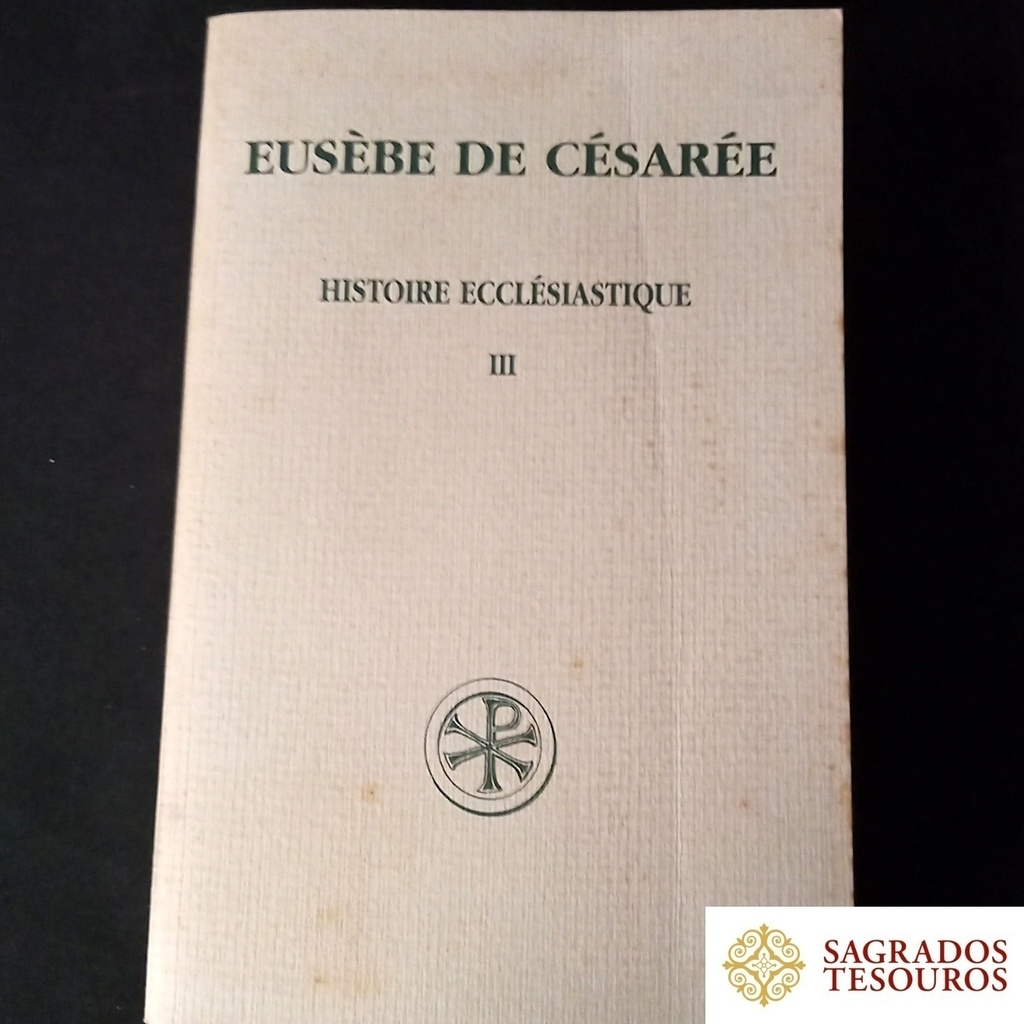 EUSÈBE DE CÉSARÉE
HISTOIRE ECCLÉSIASTIQUE
III
SAGRADOS
TESOUROS